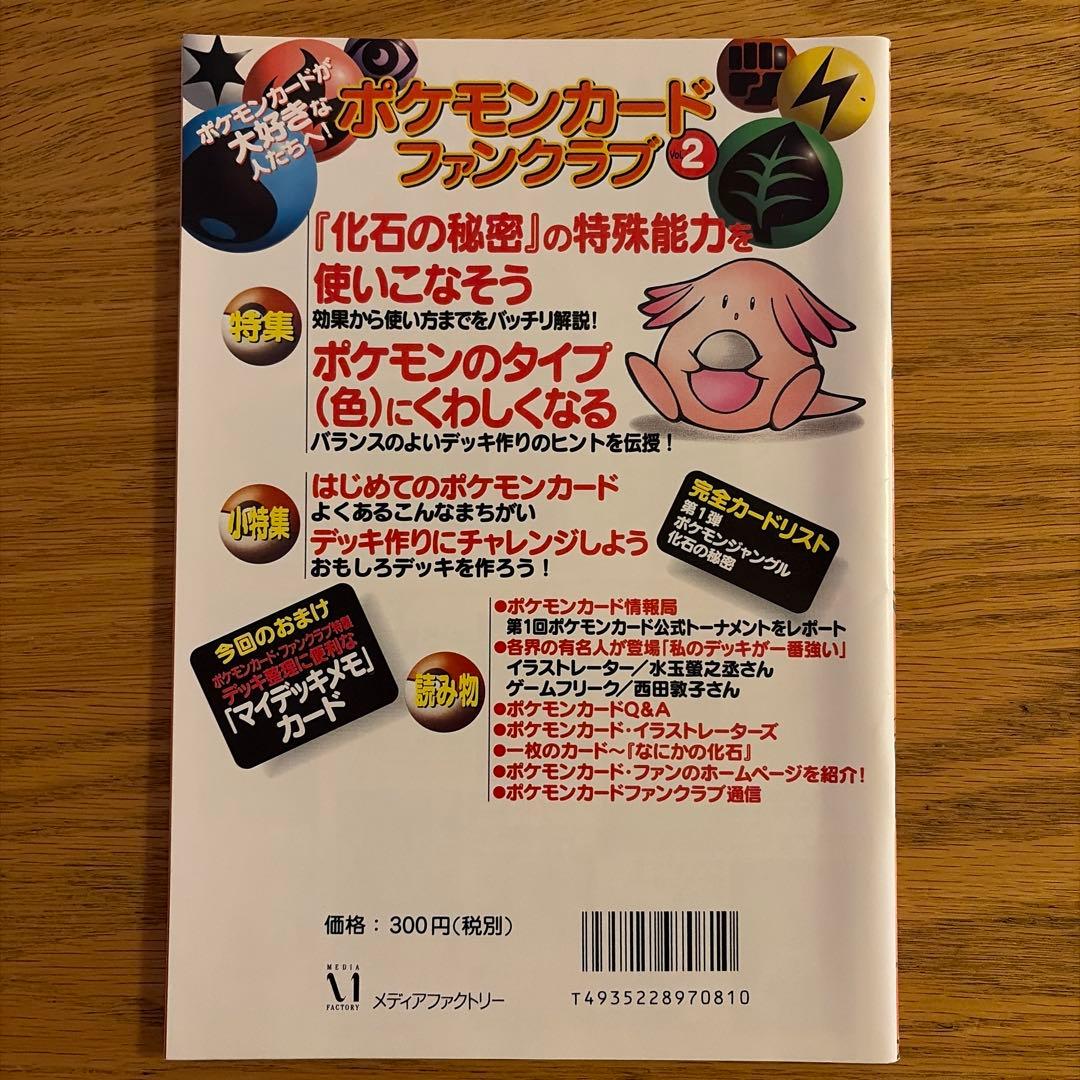 ポケモンカードが
大好きな
人たちへ!
ポケモンカード
ファンクラブ Vol.2
特集
『化石の秘密』の特殊能力を
使いこなそう
効果から使い方までをバッチリ解説!
ポケモンのタイプ
(色)にくわしくなる
バランスのよいデッキ作りのヒントを伝授!
小特集
はじめてのポケモンカード
よくあるこんなまちがい
デッキ作りにチャレンジしよう
おもしろデッキを作ろう!
完全カードリスト
第1弾
ポケモンジャングル
化石の秘密
今回のおまけ
ポケモンカード・ファンクラブ特製
デッキ整理に便利な
「マイデッキメモ」
カード
読み物
●ポケモンカード情報局
第1回ポケモンカード公式トーナメントをレポート
●各界の有名人が登場「私のデッキが一番強い」
イラストレーター/水玉螢之丞さん
ゲームフリーク/西田敦子さん
●ポケモンカードQ&A
●ポケモンカード・イラストレーターズ
●一枚のカード～『なにかの化石』
●ポケモンカード・ファンのホームページを紹介!
●ポケモンカードファンクラブ通信
価格:300円(税別)
MEDIA
FACTORY
メディアファクトリー
T4935228970810